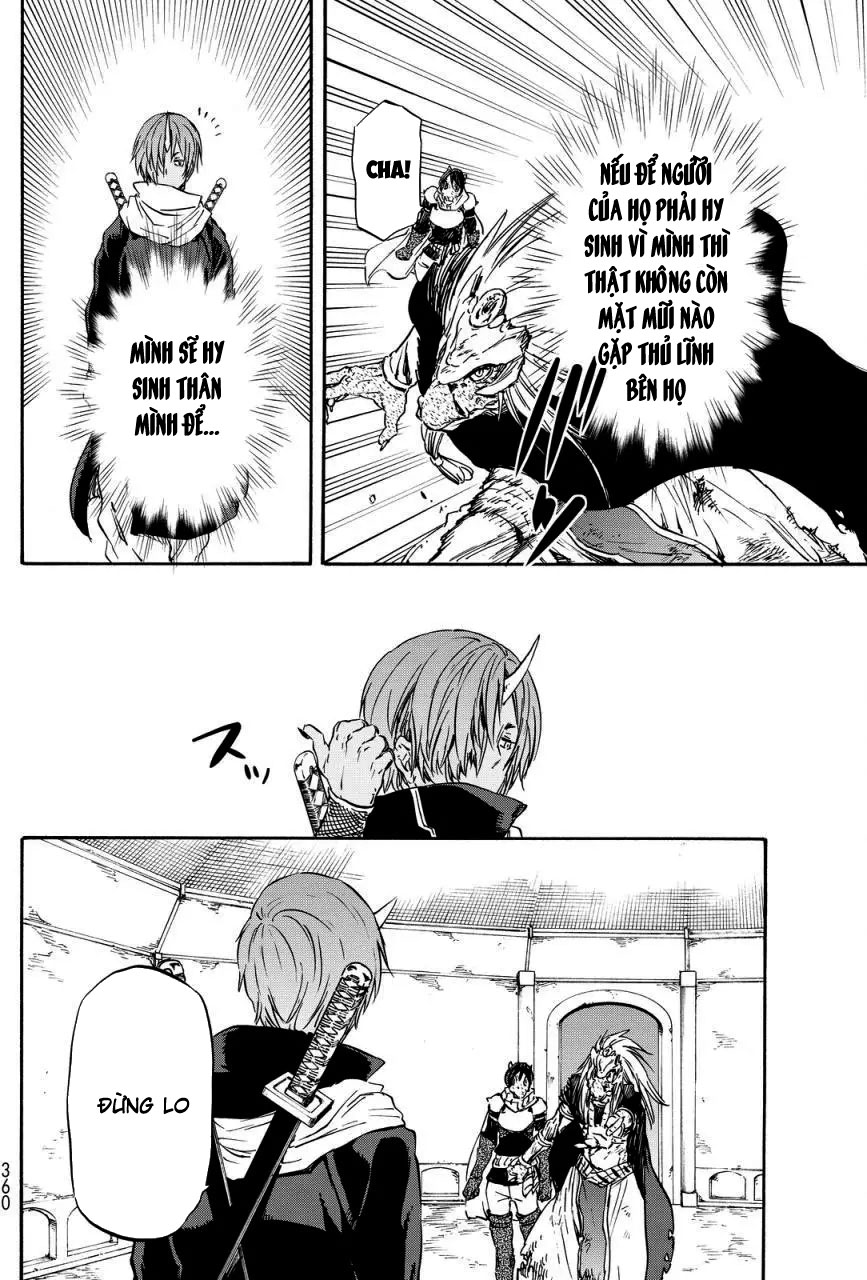 CHA!
NẾU ĐỂ NGƯỜI
CỦA HỌ PHẢI HY
SINH VÌ MÌNH THÌ
THẬT KHÔNG CÒN
MẶT MŨI NÀO
GẶP THỦ LĨNH
BÊN HỌ
MÌNH SẼ HY
SINH THÂN
MÌNH ĐỂ...
スッ
ĐỪNG LO
360